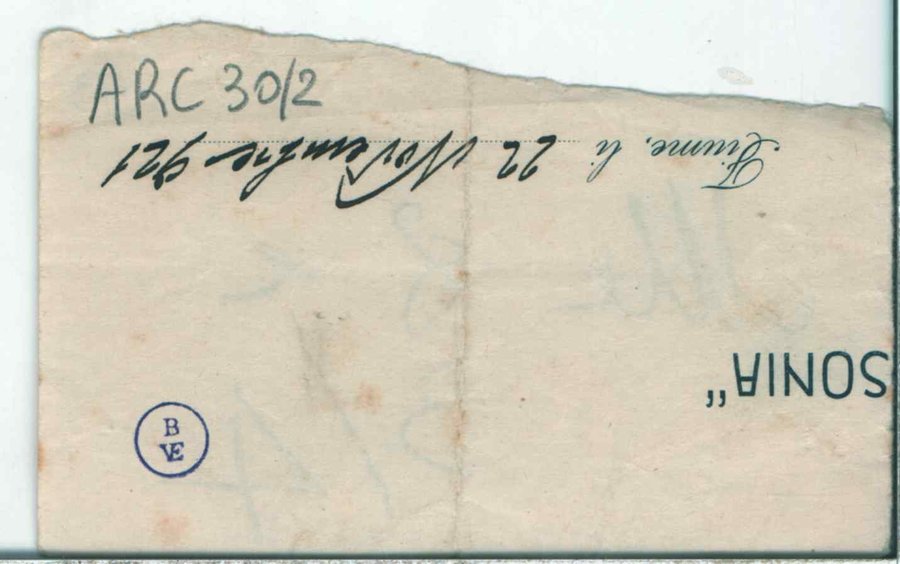 ARC 30/2
Fiume, li 22 Novembre 921
SONIA"
B
VE